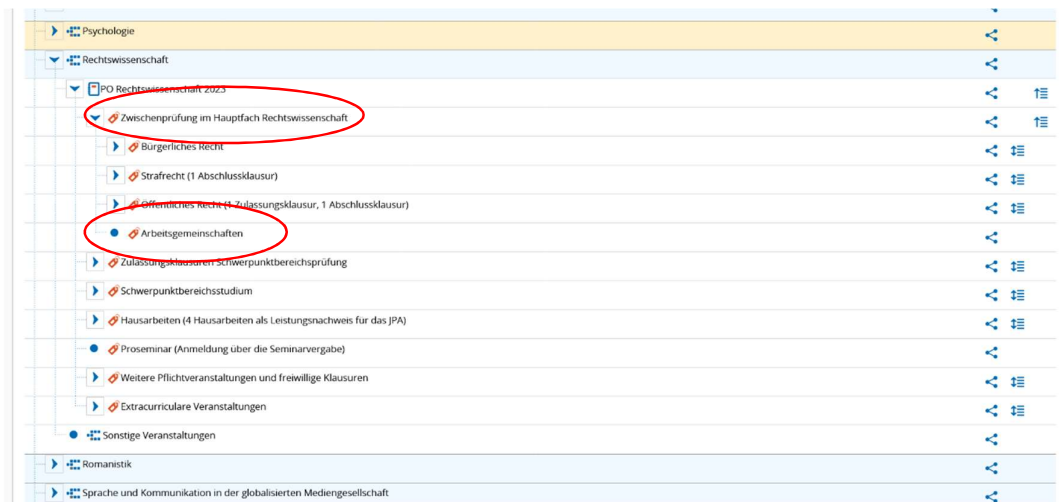 Psychologie
Rechtswissenschaft
PO Rechtswissenschaft 2023
Zwischenprüfung im Hauptfach Rechtswissenschaft
Bürgerliches Recht
Strafrecht (1 Abschlussklausur)
Öffentliches Recht (1 Zulassungsklausur, 1 Abschlussklausur)
Arbeitsgemeinschaften
Zulassungsklausuren Schwerpunktbereichsprüfung
Schwerpunktbereichsstudium
Hausarbeiten (4 Hausarbeiten als Leistungsnachweis für das JPA)
Proseminar (Anmeldung über die Seminarvergabe)
Weitere Pflichtveranstaltungen und freiwillige Klausuren
Extracurriculare Veranstaltungen
Sonstige Veranstaltungen
Romanistik
Sprache und Kommunikation in der globalisierten Mediengesellschaft